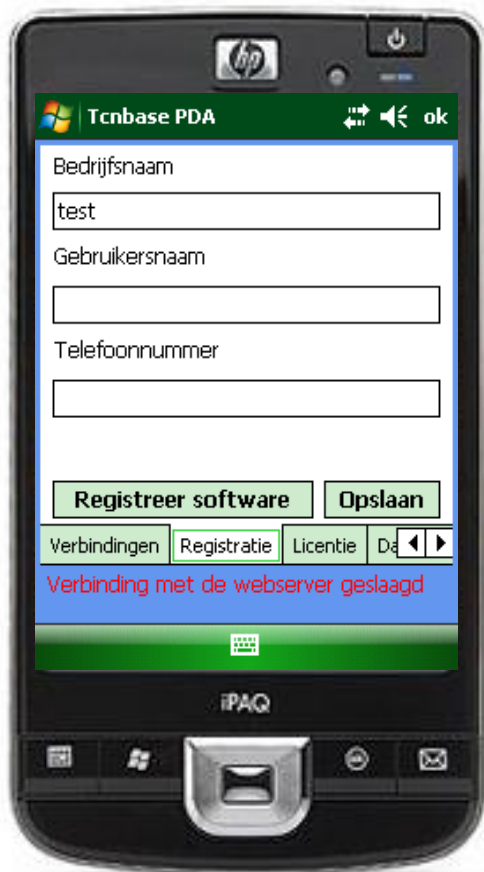 hp
Tcnbase PDA ok
Bedrijfsnaam
test
Gebruikersnaam
Telefoonnummer
Registreer software Opslaan
Verbindingen Registratie Licentie Da
Verbinding met de webserver geslaagd
iPAQ
ok